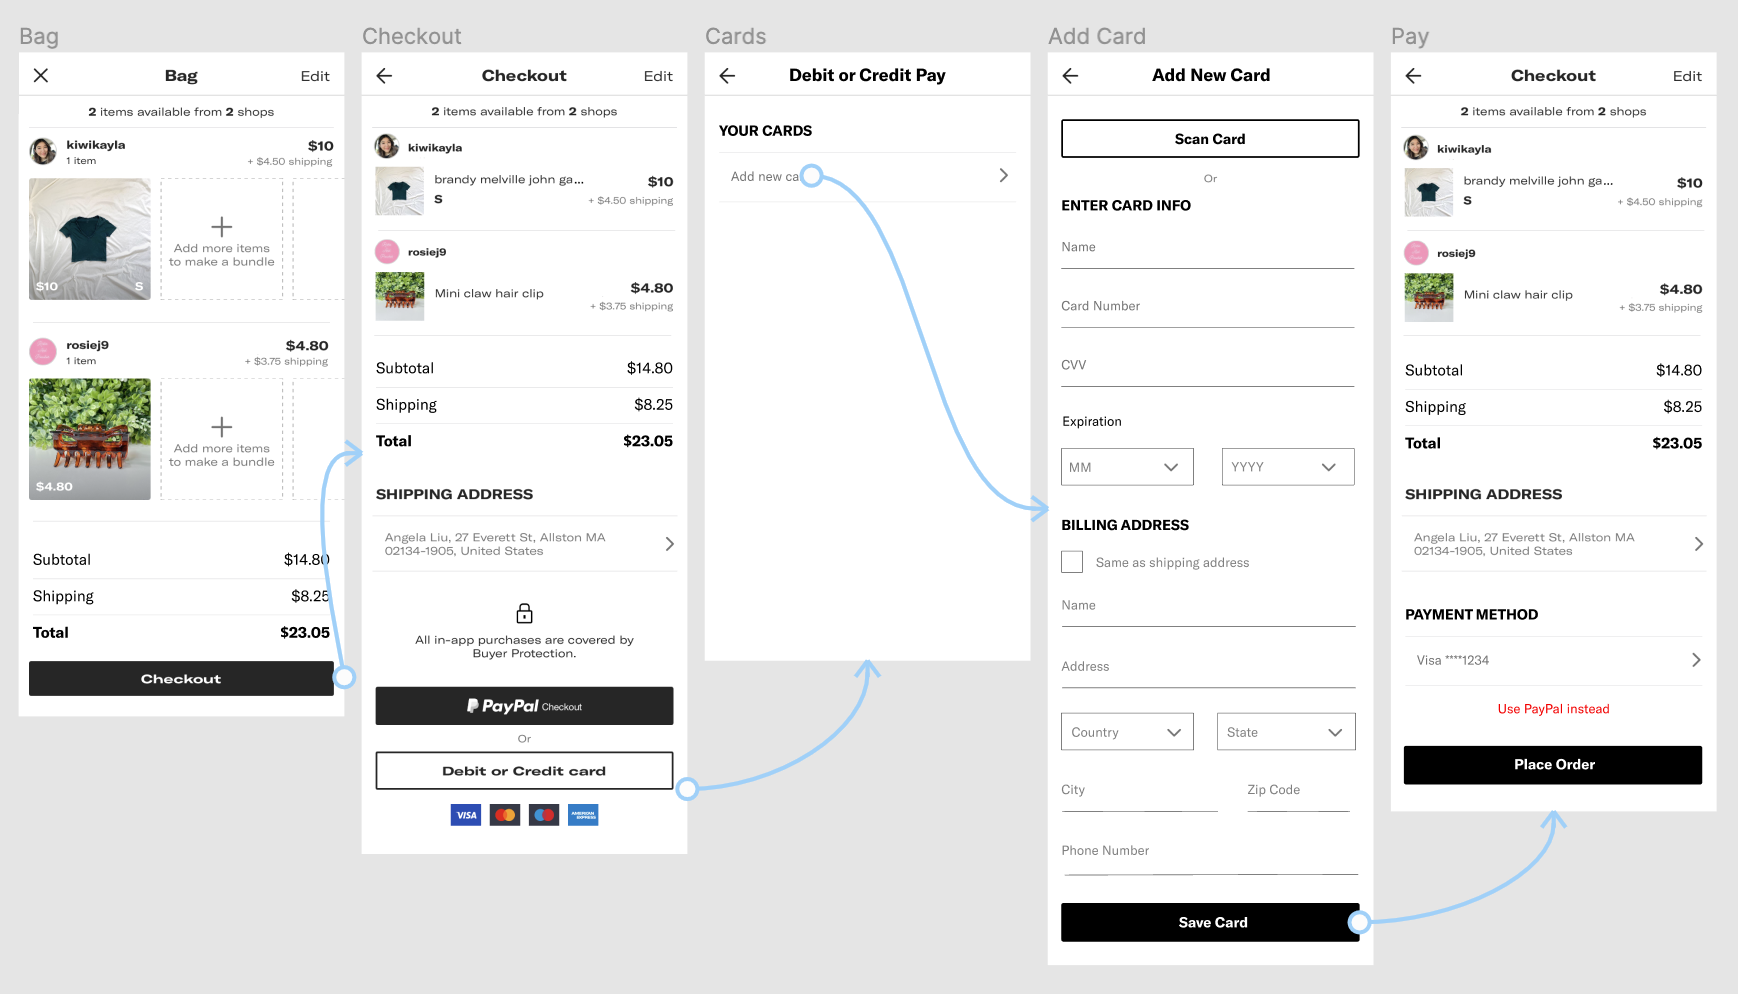 Bag
Bag
Edit
2 items available from 2 shops
kiwikayla
$10
1 item
+ $4.50 shipping
Add more items
to make a bundle
$10
S
rosiej9
$4.80
1 item
+ $3.75 shipping
Add more items
to make a bundle
$4.80
Subtotal
$14.80
Shipping
$8.25
Total
$23.05
Checkout
Checkout
Checkout
Edit
2 items available from 2 shops
kiwikayla
brandy melville john ga...
$10
S
+ $4.50 shipping
rosiej9
Mini claw hair clip
$4.80
+ $3.75 shipping
Subtotal
$14.80
Shipping
$8.25
Total
$23.05
SHIPPING ADDRESS
Angela Liu, 27 Everett St, Allston MA
02134-1905, United States
All in-app purchases are covered by
Buyer Protection.
PayPal Checkout
Or
Debit or Credit card
VISA
AMERICAN
EXPRESS
Cards
Debit or Credit Pay
YOUR CARDS
Add new ca
Add Card
Add New Card
Scan Card
Or
ENTER CARD INFO
Name
Card Number
CVV
Expiration
MM
YYYY
BILLING ADDRESS
Same as shipping address
Name
Address
Country
State
City
Zip Code
Phone Number
Save Card
Pay
Checkout
Edit
2 items available from 2 shops
kiwikayla
brandy melville john ga...
$10
S
+ $4.50 shipping
rosiej9
Mini claw hair clip
$4.80
+ $3.75 shipping
Subtotal
$14.80
Shipping
$8.25
Total
$23.05
SHIPPING ADDRESS
Angela Liu, 27 Everett St, Allston MA
02134-1905, United States
PAYMENT METHOD
Visa ****1234
Use PayPal instead
Place Order